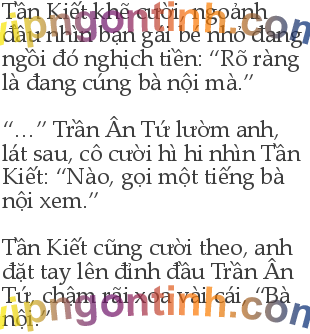 Tần Kiết khẽ cười, ngoảnh
đầu nhìn bạn gái bé nhỏ đang
ngồi đó nghịch tiền: “Rõ ràng
là đang cúng bà nội mà.”
“…” Trần Ân Tứ lườm anh,
lát sau, cô cười hì hi nhìn Tần
Kiết: “Nào, gọi một tiếng bà
nội xem.”
Tần Kiết cũng cười theo, anh
đặt tay lên đỉnh đầu Trần Ân
Tứ, chậm rãi xoa vài cái, “Bà
nội.”